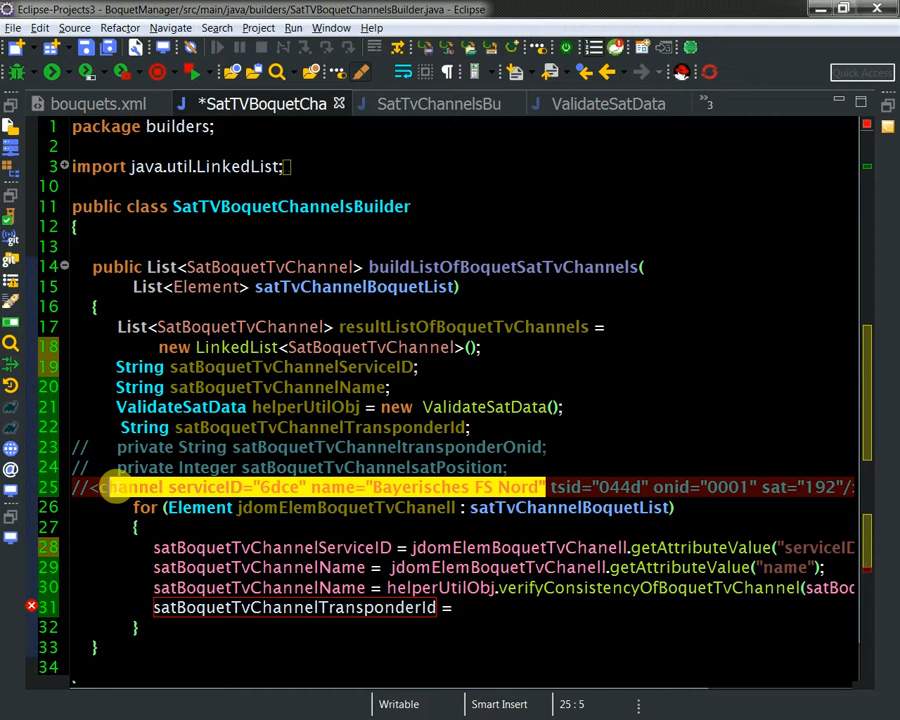 Eclipse-Projects3 - BoquetManager/src/main/java/builders/SatTVBoquetChannelsBuilder.java - Eclipse
File Edit Source Refactor Navigate Search Project Run Window Help
Quick Access
bouquets.xml *SatTVBoquetCha SatTvChannelsBu ValidateSatData »3
1 package builders;
2
3 import java.util.LinkedList;
10
11 public class SatTVBoquetChannelsBuilder
12 {
13
14 public List<SatBoquetTvChannel> buildListOfBoquetSatTvChannels(
15 List<Element> satTvChannelBoquetList)
16 {
17 List<SatBoquetTvChannel> resultListOfBoquetTvChannels =
18 new LinkedList<SatBoquetTvChannel>();
19 String satBoquetTvChannelServiceID;
20 String satBoquetTvChannelName;
21 ValidateSatData helperUtilObj = new ValidateSatData();
22 String satBoquetTvChannelTransponderId;
23 // private String satBoquetTvChanneltransponderOnid;
24 // private Integer satBoquetTvChannelsatPosition;
25 //<channel serviceID="6dce" name="Bayerisches FS Nord" tsid="044d" onid="0001" sat="192"/>
26 for (Element jdomElemBoquetTvChanell : satTvChannelBoquetList)
27 {
28 satBoquetTvChannelServiceID = jdomElemBoquetTvChanell.getAttributeValue("serviceID
29 satBoquetTvChannelName = jdomElemBoquetTvChanell.getAttributeValue("name");
30 satBoquetTvChannelName = helperUtilObj.verifyConsistencyOfBoquetTvChannel(satBoq
31 satBoquetTvChannelTransponderId =
32 }
33 }
34
Writable Smart Insert 25 : 5